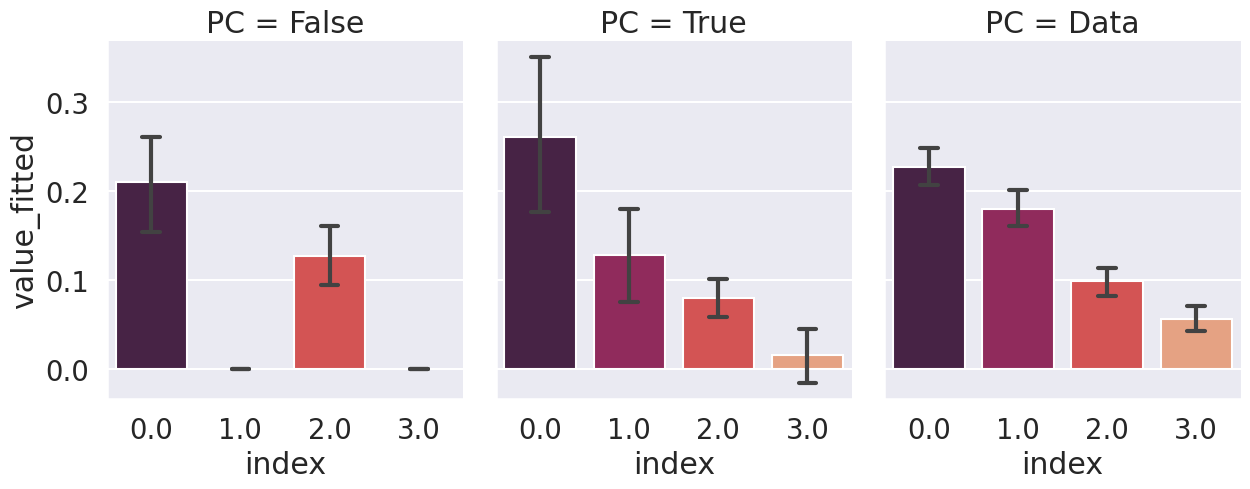 PC = False PC = True PC = Data
value_fitted
0.3
0.2
0.1
0.0
0.0 1.0 2.0 3.0 0.0 1.0 2.0 3.0 0.0 1.0 2.0 3.0
index index index